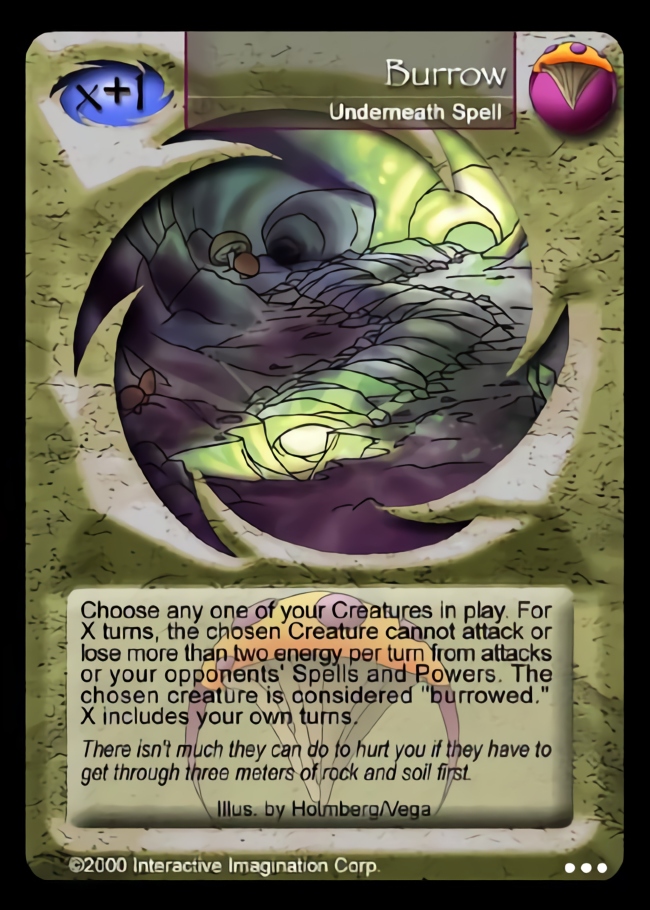 x+1
Burrow
Underneath Spell
Choose any one of your Creatures in play. For
X turns, the chosen Creature cannot attack or
lose more than two energy per turn from attacks
or your opponents' Spells and Powers. The
chosen creature is considered "burrowed."
X includes your own turns.
There isn't much they can do to hurt you if they have to
get through three meters of rock and soil first.
Illus. by Holmberg/Vega
©2000 Interactive Imagination Corp.